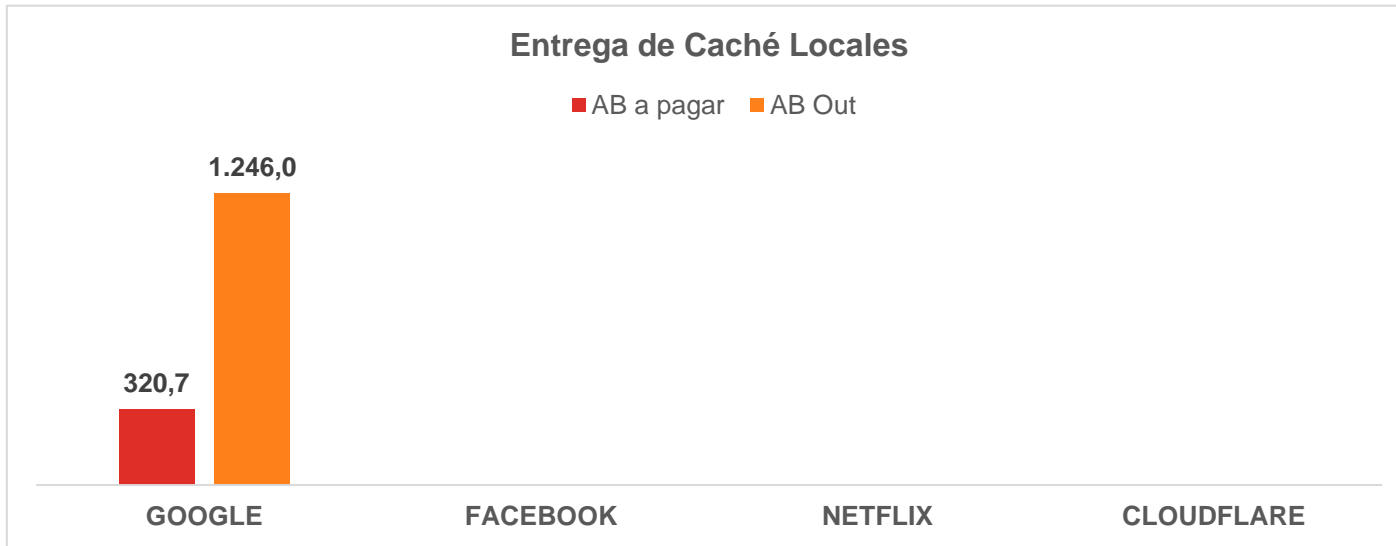 Entrega de Caché Locales
AB a pagar AB Out
1.246,0
320,7
GOOGLE FACEBOOK NETFLIX CLOUDFLARE